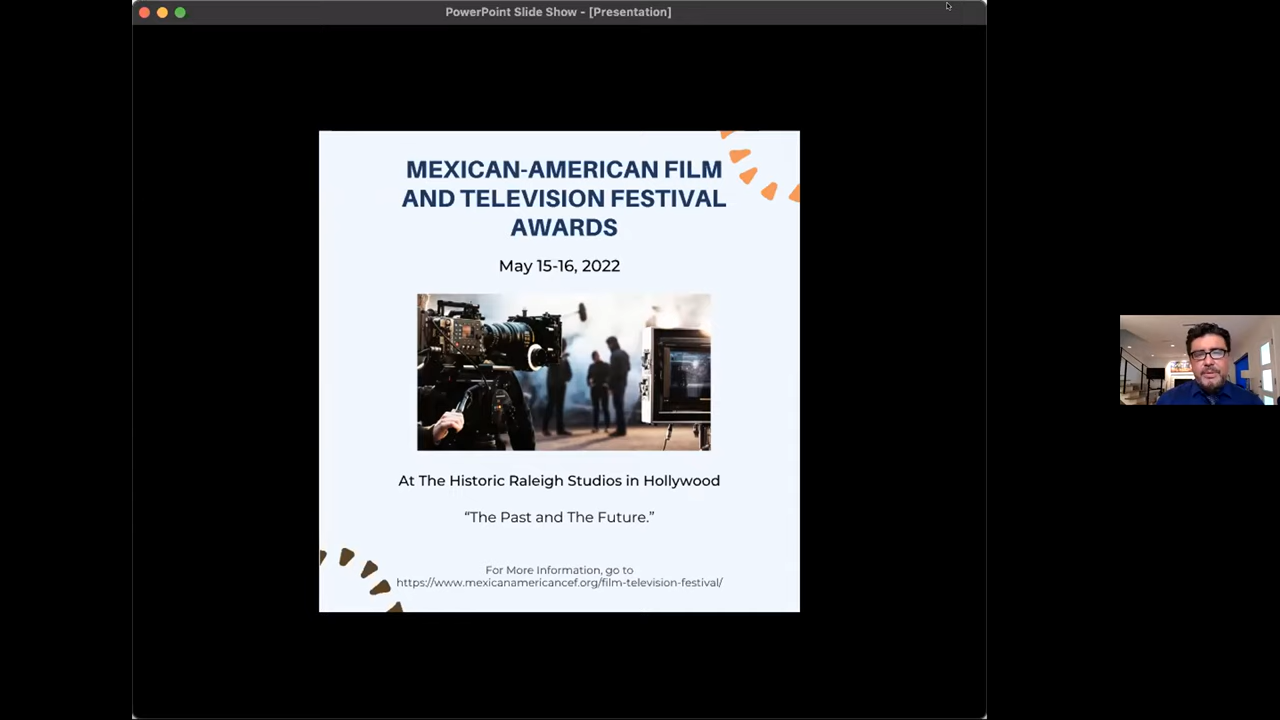 PowerPoint Slide Show - [Presentation]
MEXICAN-AMERICAN FILM
AND TELEVISION FESTIVAL
AWARDS
May 15-16, 2022
At The Historic Raleigh Studios in Hollywood
“The Past and The Future.”
For More Information, go to
https://www.mexicanamericancef.org/film-television-festival/